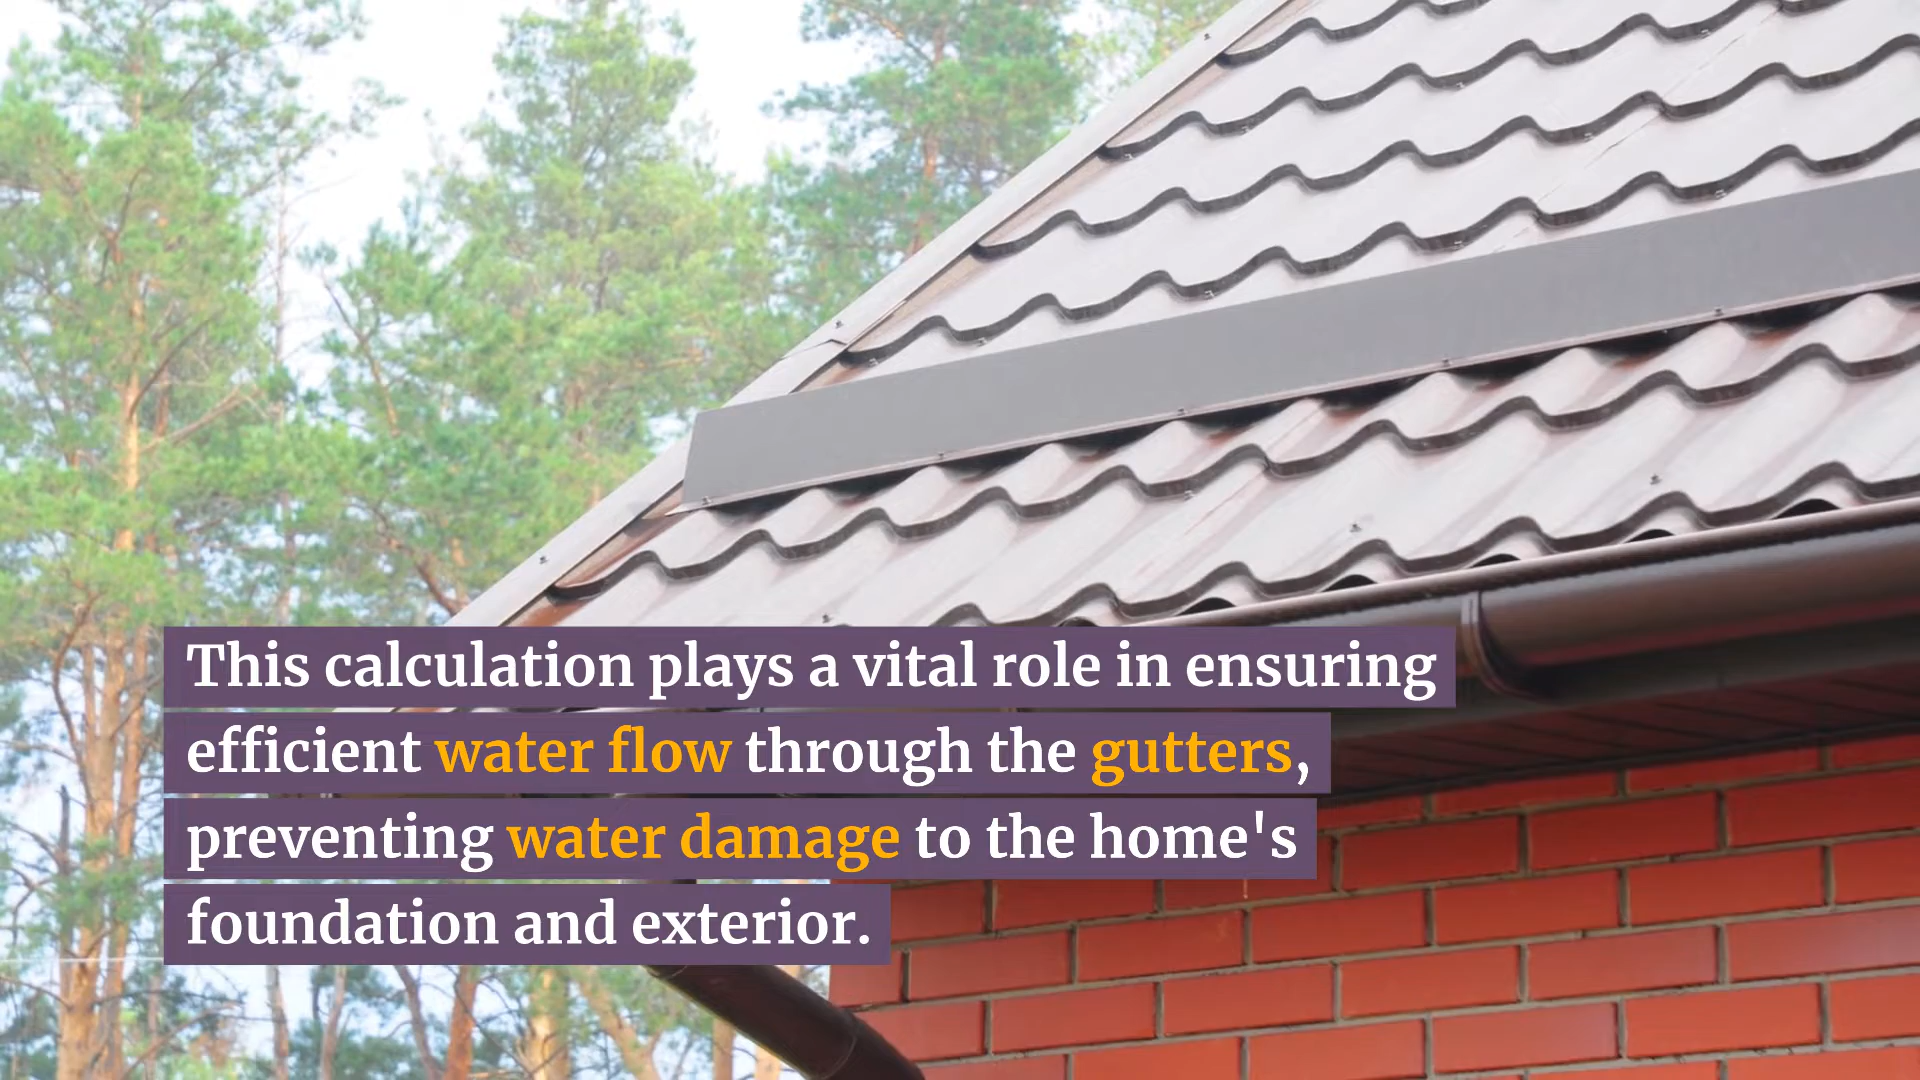 This calculation plays a vital role in ensuring
efficient water flow through the gutters,
preventing water damage to the home's
foundation and exterior.